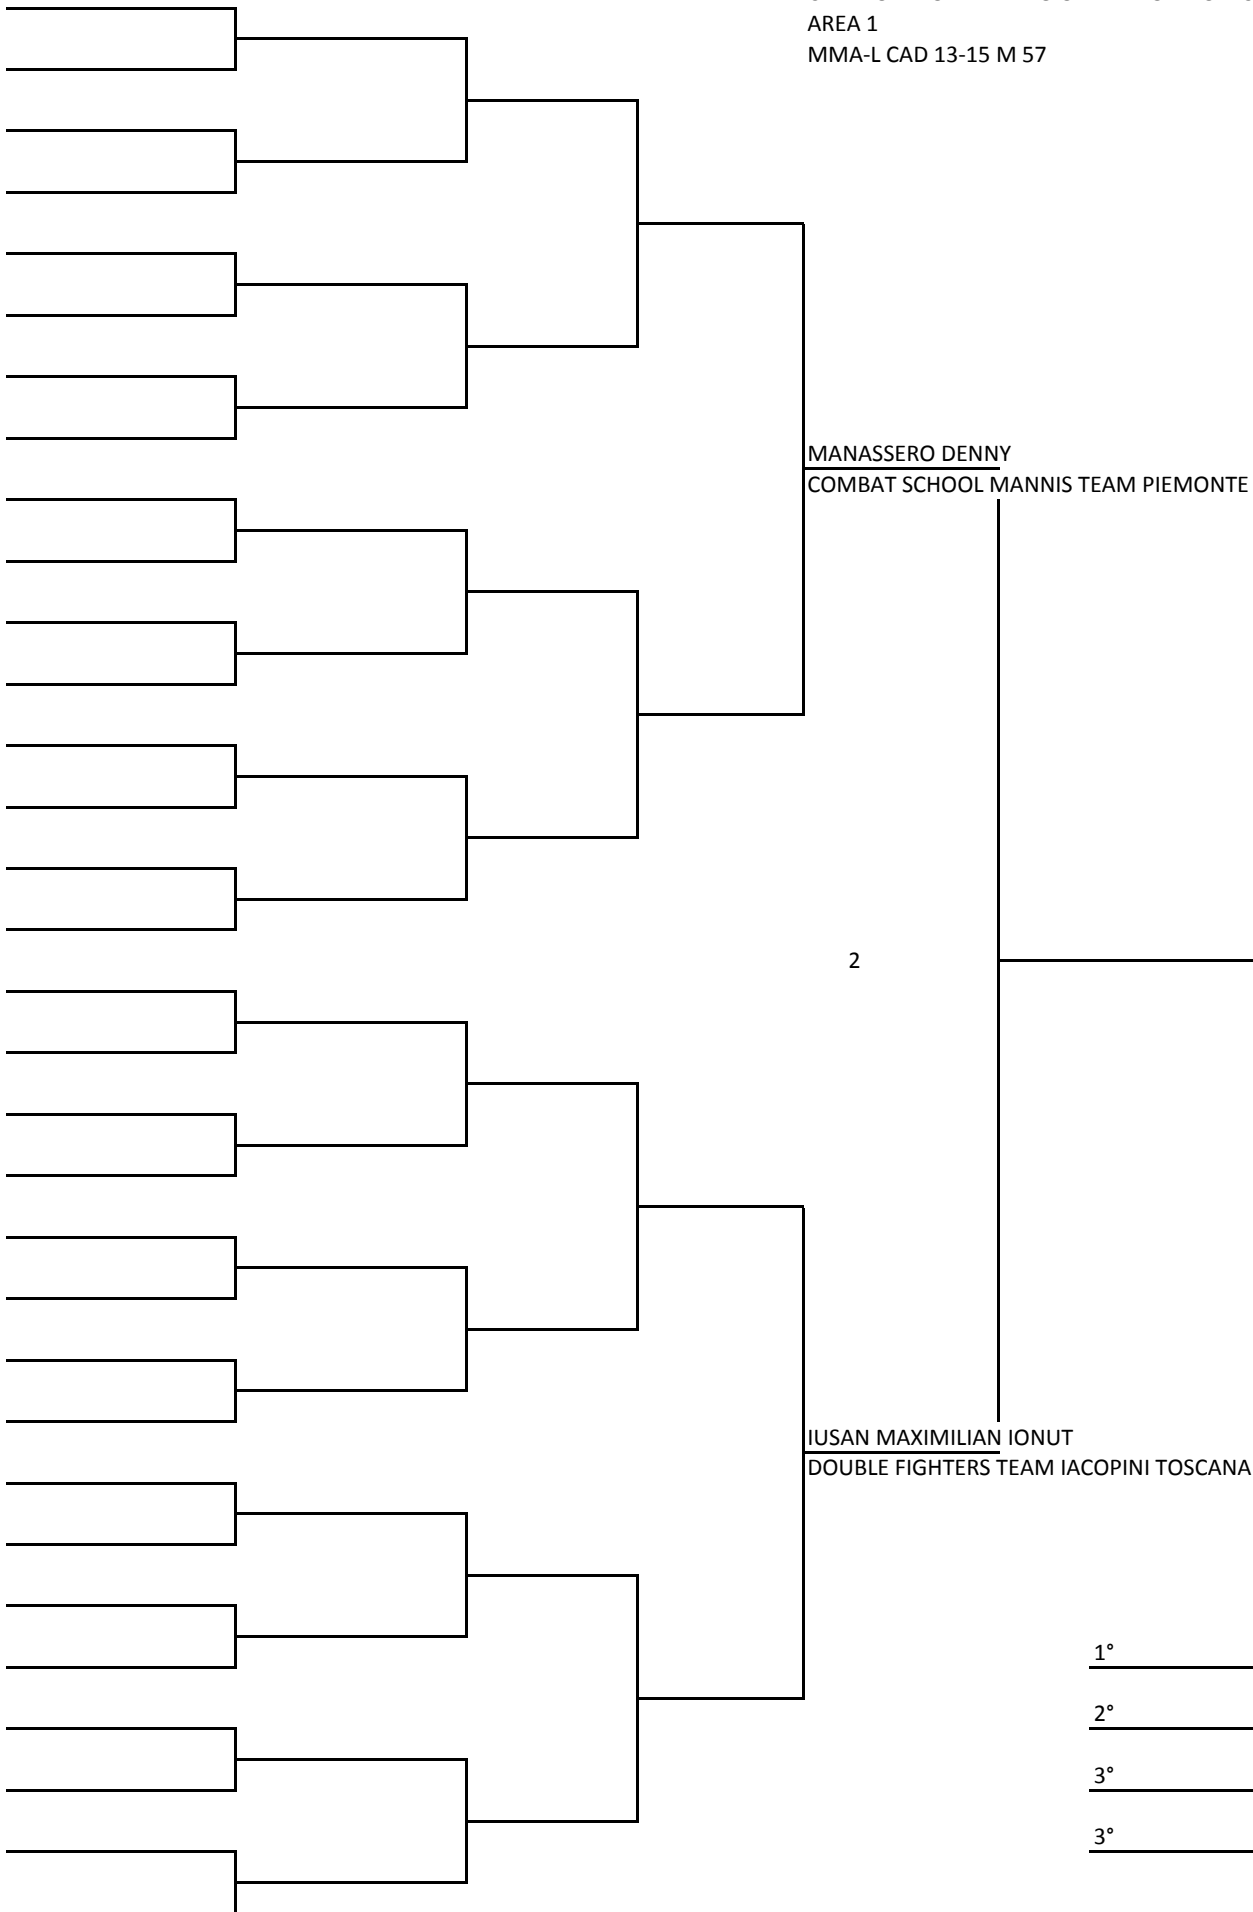 AREA 1
MMA-L CAD 13-15 M 57
MANASSERO DENNY
COMBAT SCHOOL MANNIS TEAM PIEMONTE
2
IUSAN MAXIMILIAN IONUT
DOUBLE FIGHTERS TEAM IACOPINI TOSCANA
1°
2°
3°
3°